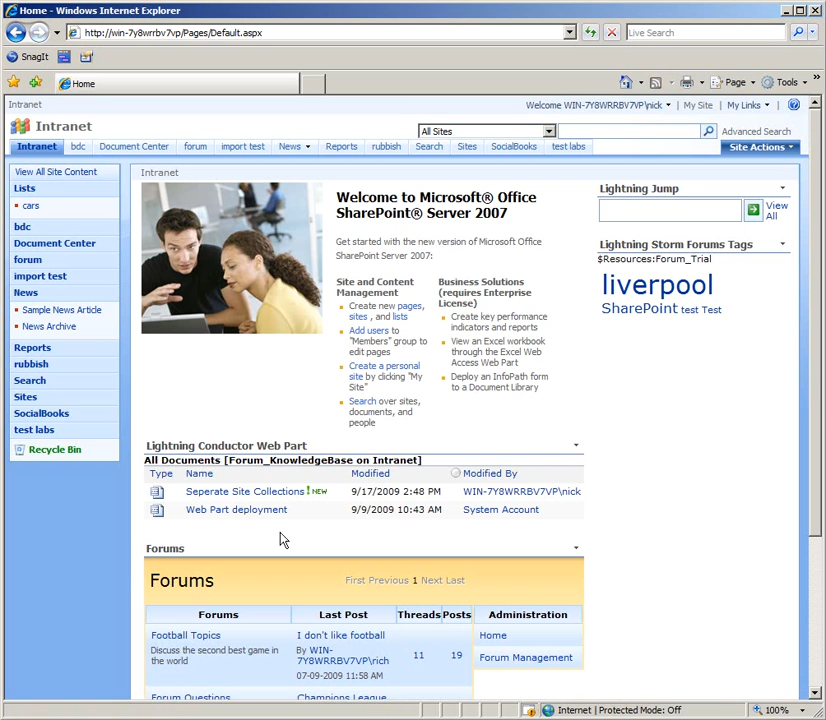 Home - Windows Internet Explorer
http://win-7y8wrrbv7vp/Pages/Default.aspx
Live Search
SnagIt
Home
Page
Tools
Intranet
Welcome WIN-7Y8WRRBV7VP\nick
My Site
My Links
Intranet
All Sites
Advanced Search
Intranet bdc Document Center forum import test News Reports rubbish Search Sites SocialBooks test labs
Site Actions
View All Site Content
Lists
cars
bdc
Document Center
forum
import test
News
Sample News Article
News Archive
Reports
rubbish
Search
Sites
SocialBooks
test labs
Recycle Bin
Intranet
Welcome to Microsoft® Office
SharePoint® Server 2007
Get started with the new version of Microsoft Office
SharePoint Server 2007:
Site and Content
Management
Create new pages,
sites , and lists
Add users to
"Members" group to
edit pages
Create a personal
site by clicking "My
Site"
Search over sites,
documents, and
people
Business Solutions
(requires Enterprise
License)
Create key performance
indicators and reports
View an Excel workbook
through the Excel Web
Access Web Part
Deploy an InfoPath form
to a Document Library
Lightning Jump
View
All
Lightning Storm Forums Tags
$Resources:Forum_Trial
liverpool
SharePoint test Test
Lightning Conductor Web Part
All Documents [Forum_KnowledgeBase on Intranet]
Type Name Modified Modified By
Seperate Site Collections ! NEW 9/17/2009 2:48 PM WIN-7Y8WRRBV7VP\nick
Web Part deployment 9/9/2009 10:43 AM System Account
Forums
Forums
First Previous 1 Next Last
Forums Last Post Threads Posts Administration
Football Topics
Discuss the second best game in
the world
I don't like football
By WIN-
7Y8WRRBV7VP\rich
07-09-2009 11:58 AM
11
19
Home
Forum Management
Forum Questions
Champions League
Internet | Protected Mode: Off
100%